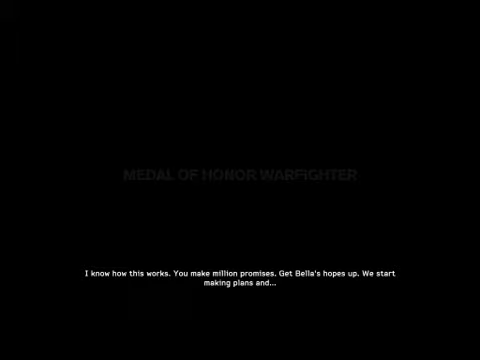 MEDAL OF HONOR WARFIGHTER
I know how this works. You make million promises. Get Bella's hopes up. We start
making plans and...